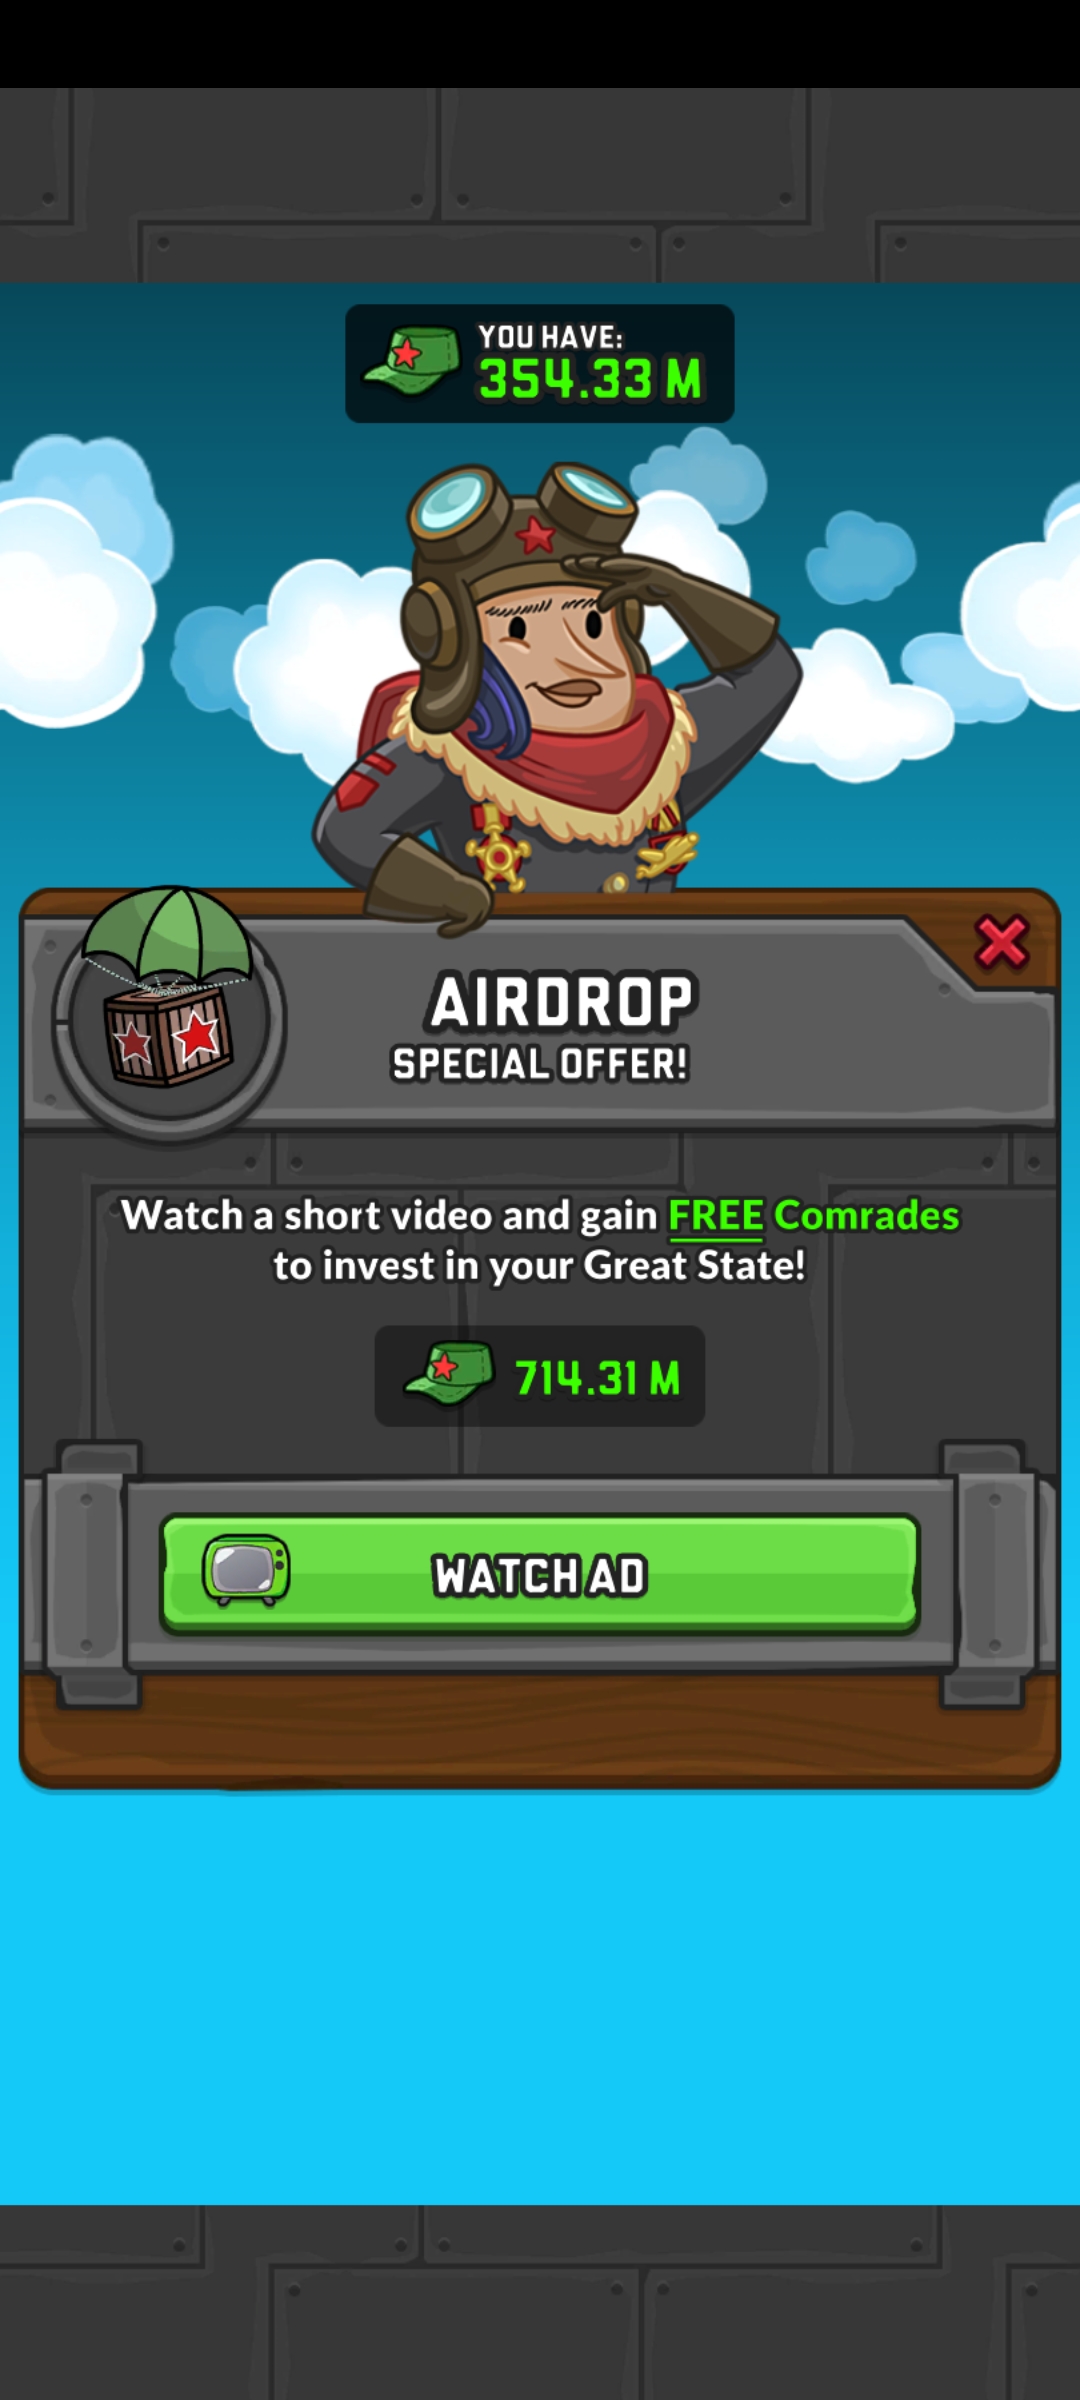 YOU HAVE:
354.33 M
AIRDROP
SPECIAL OFFER!
Watch a short video and gain FREE Comrades
to invest in your Great State!
714.31 M
WATCH AD